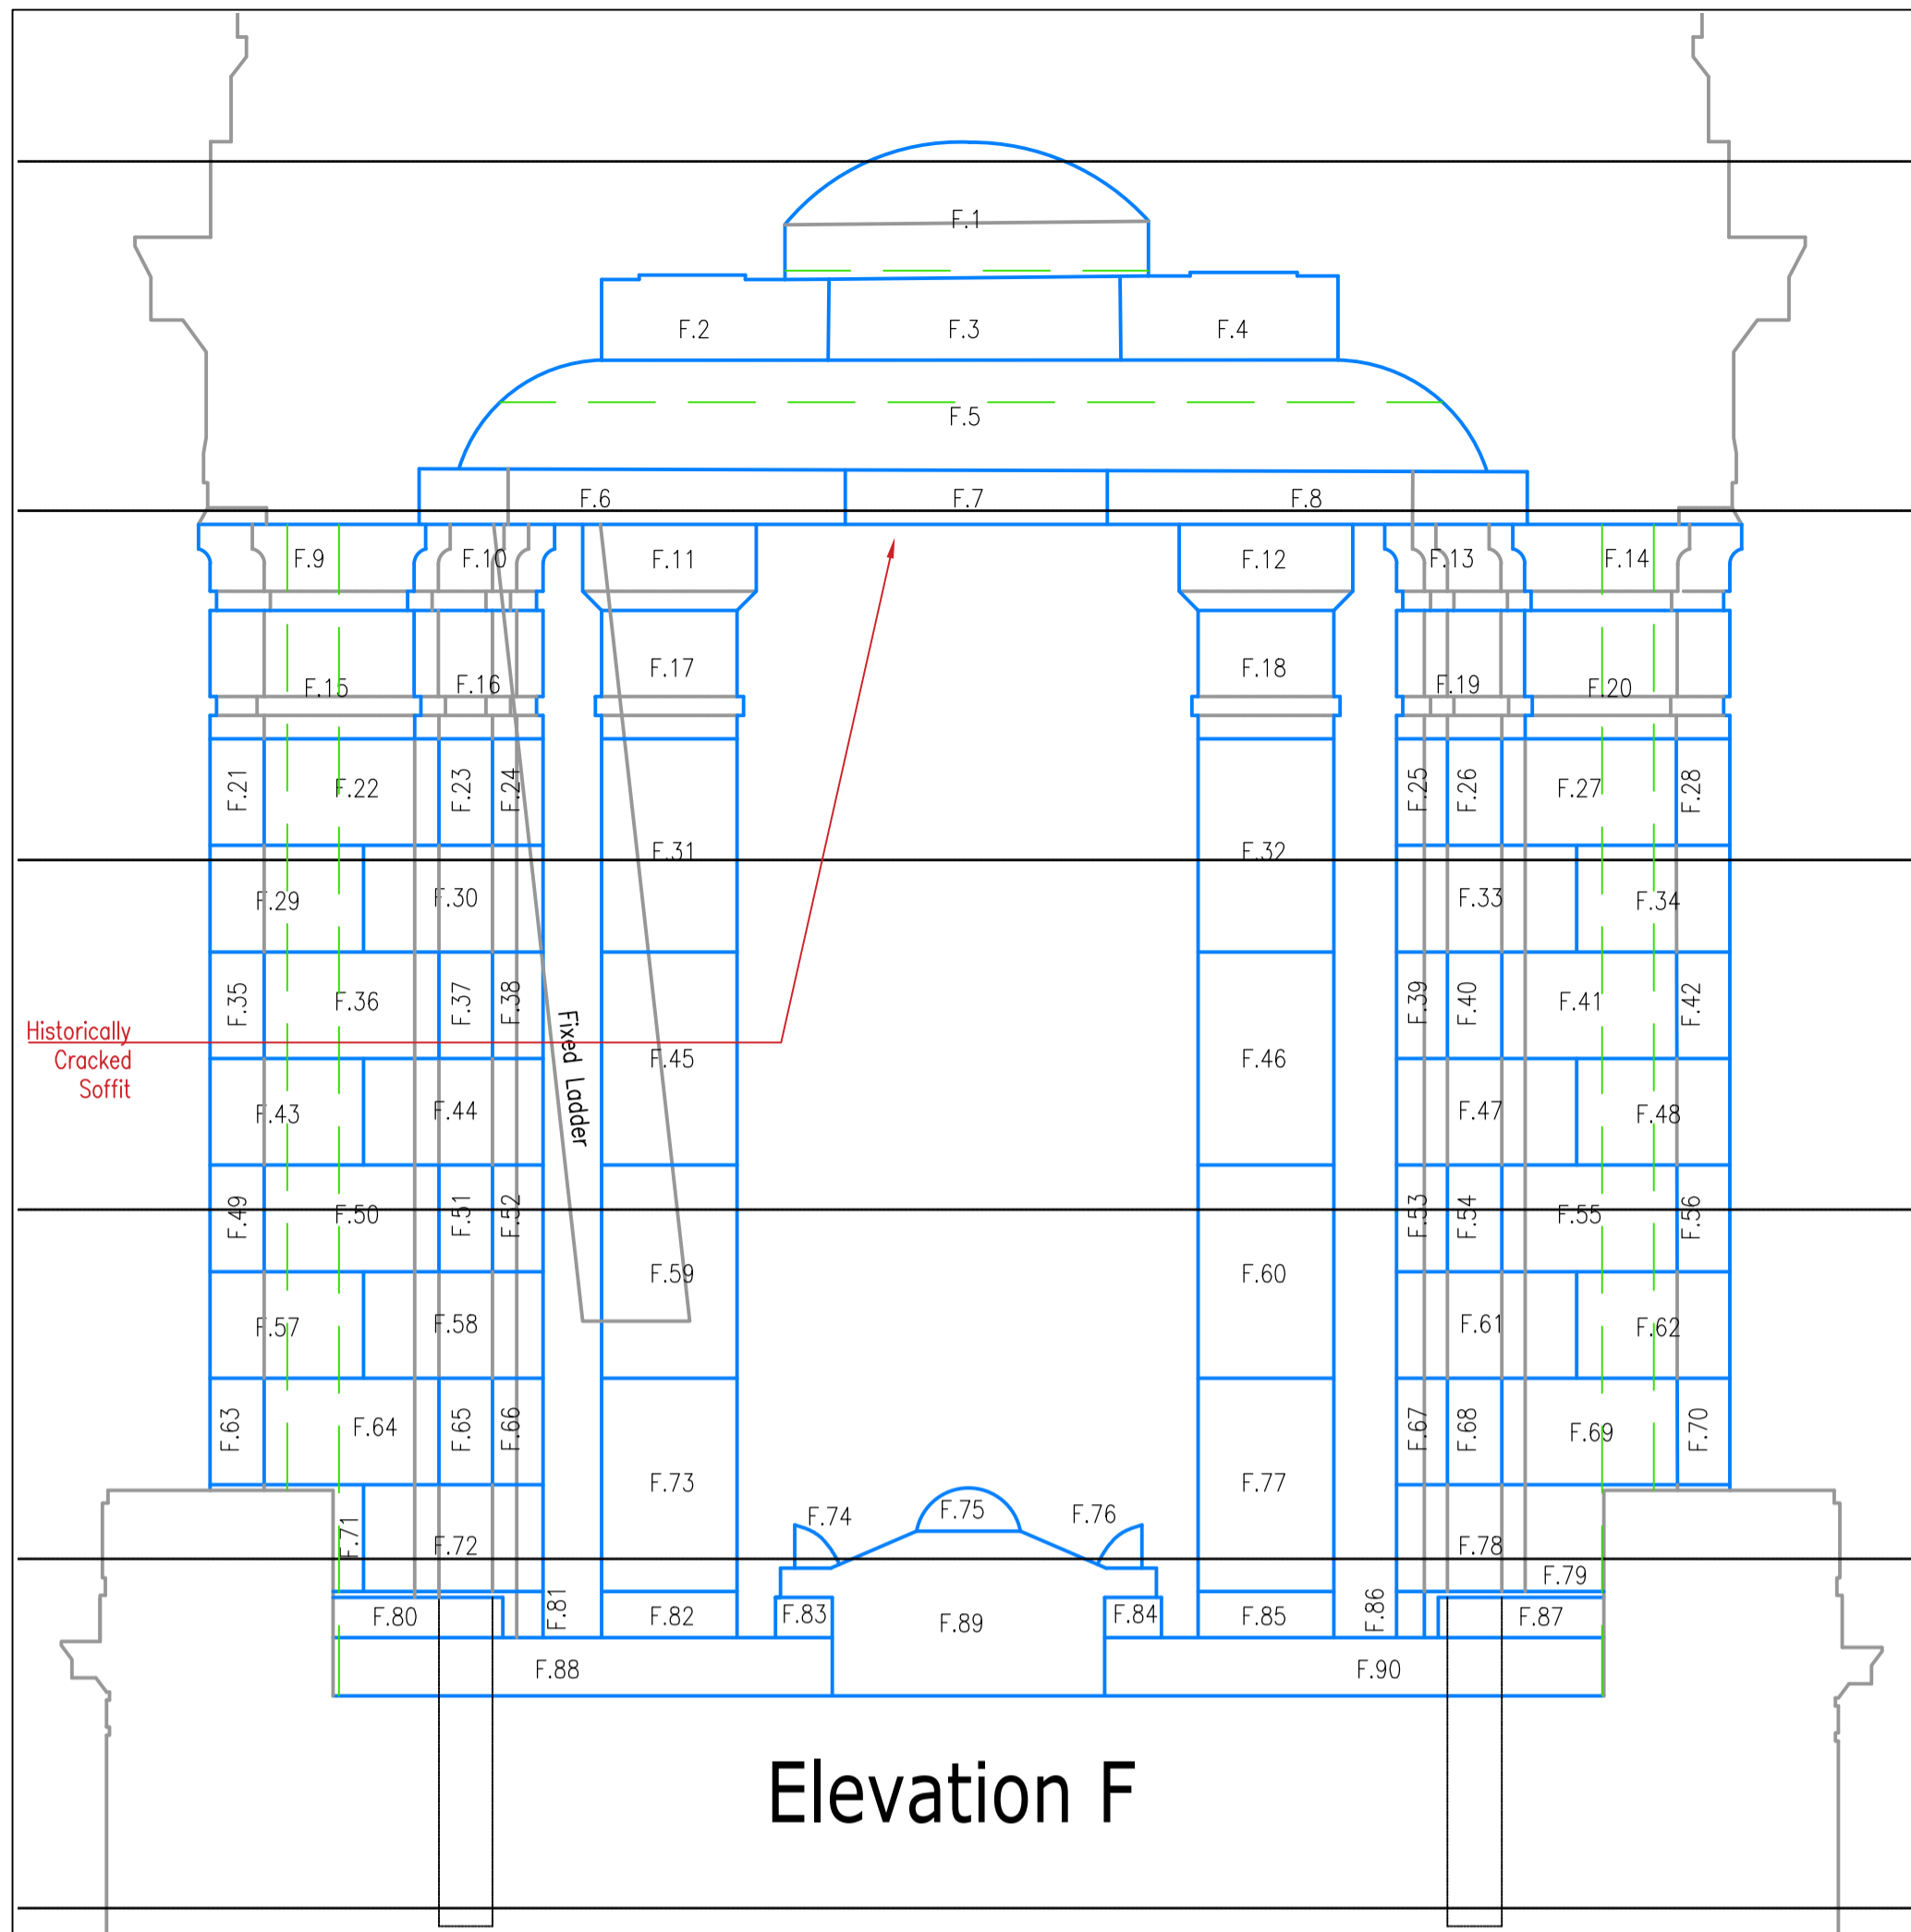 F.1
F.2 F.3 F.4
F.5
F.6 F.7 F.8
F.9 F.10 F.11 F.12 F.13 F.14
F.15 F.16 F.17 F.18 F.19 F.20
F.21 F.22 F.23 F.24 F.25 F.26 F.27 F.28
F.31 F.32
F.29 F.30 F.33 F.34
F.35 F.36 F.37 F.38 F.39 F.40 F.41 F.42
Historically
Cracked
Soffit
Fixed Ladder
F.45 F.46
F.43 F.44 F.47 F.48
F.49 F.50 F.51 F.52 F.53 F.54 F.55 F.56
F.59 F.60
F.57 F.58 F.61 F.62
F.63 F.64 F.65 F.66 F.67 F.68 F.69 F.70
F.73 F.74 F.75 F.76 F.77
F.71 F.72 F.78
F.79
F.80 F.81 F.82 F.83 F.89 F.84 F.85 F.86 F.87
F.88 F.90
Elevation F